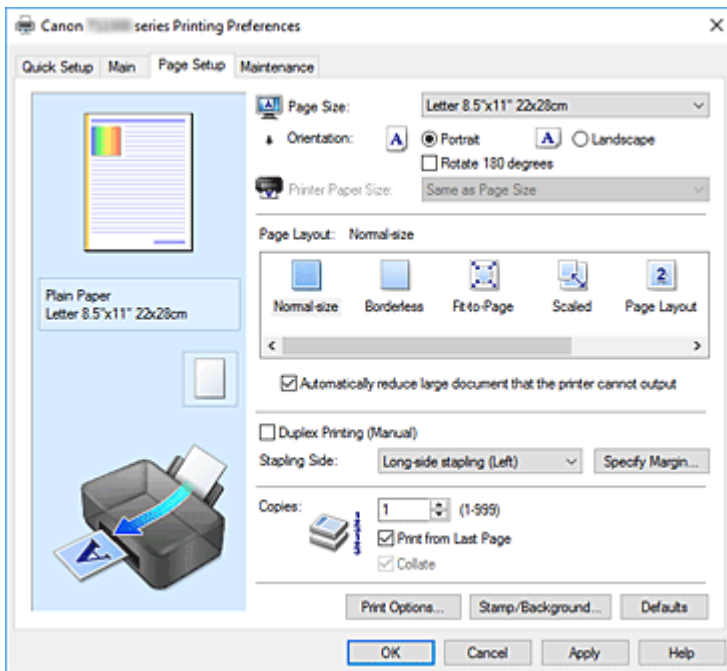 Canon series Printing Preferences
Quick Setup Main Page Setup Maintenance
Page Size: Letter 8.5"x11" 22x28cm
Orientation: A Portrait A Landscape
Rotate 180 degrees
Printer Paper Size: Same as Page Size
Page Layout: Normal-size
2
Normal-size Borderless Fit-to-Page Scaled Page Layout
Plain Paper
Letter 8.5"x11" 22x28cm
Automatically reduce large document that the printer cannot output
Duplex Printing (Manual)
Stapling Side: Long-side stapling (Left) Specify Margin...
Copies: 1 (1-999)
Print from Last Page
Collate
A
Print Options... Stamp/Background... Defaults
OK Cancel Apply Help